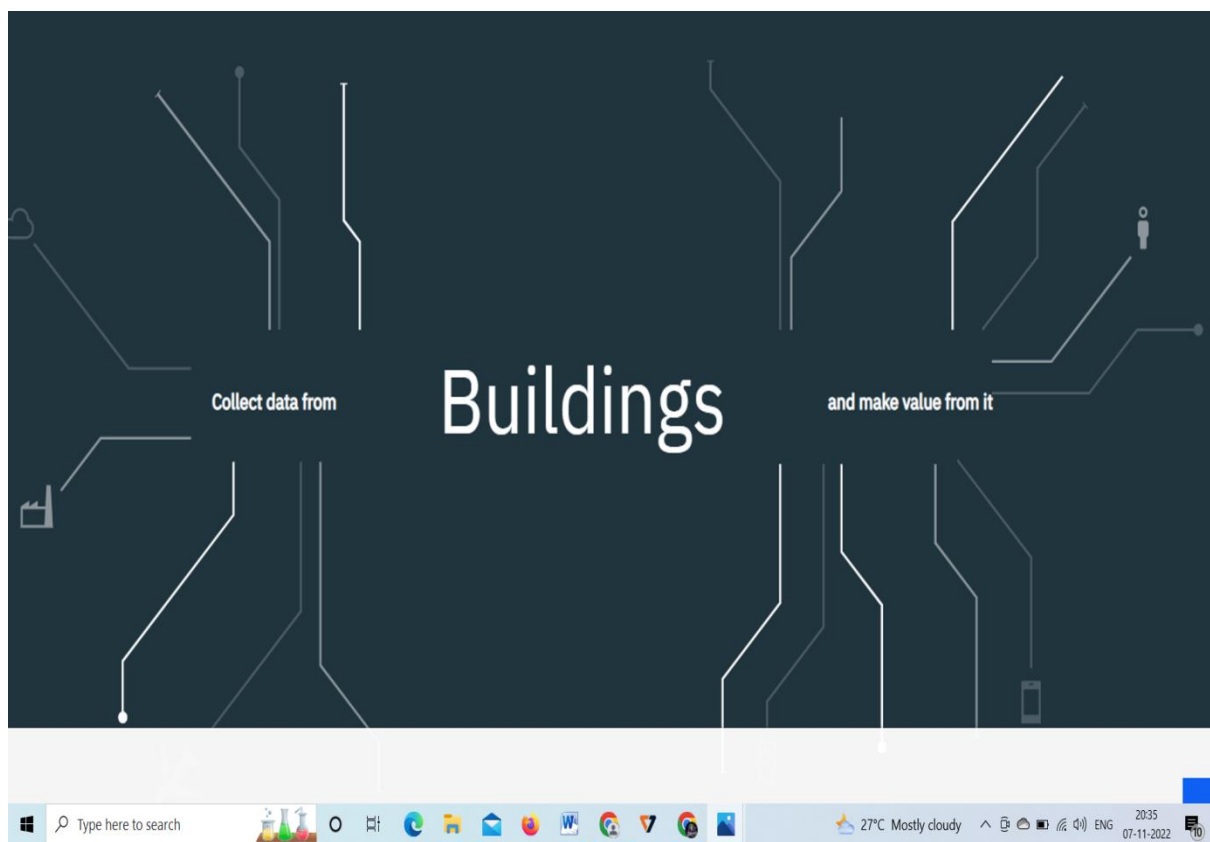 Collect data from Buildings and make value from it
Type here to search
27°C Mostly cloudy
ENG
20:35
07-11-2022
10